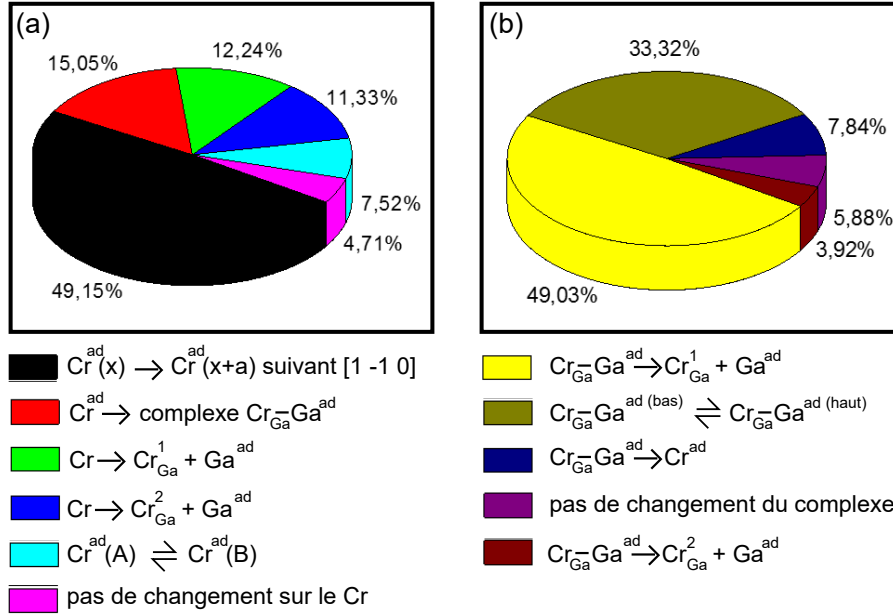 (a)
15,05%
12,24%
11,33%
7,52%
4,71%
49,15%
(b)
33,32%
7,84%
5,88%
3,92%
49,03%
Cr^ad(x) → Cr^ad(x+a) suivant [1 -1 0]
Cr^ad → complexe Cr_Ga-Ga^ad
Cr → Cr^1_Ga + Ga^ad
Cr → Cr^2_Ga + Ga^ad
Cr^ad(A) ⇌ Cr^ad(B)
pas de changement sur le Cr
Cr_Ga-Ga^ad → Cr^1_Ga + Ga^ad
Cr_Ga-Ga^ad (bas) ⇌ Cr_Ga-Ga^ad (haut)
Cr_Ga-Ga^ad → Cr^ad
pas de changement du complexe
Cr_Ga-Ga^ad → Cr^2_Ga + Ga^ad